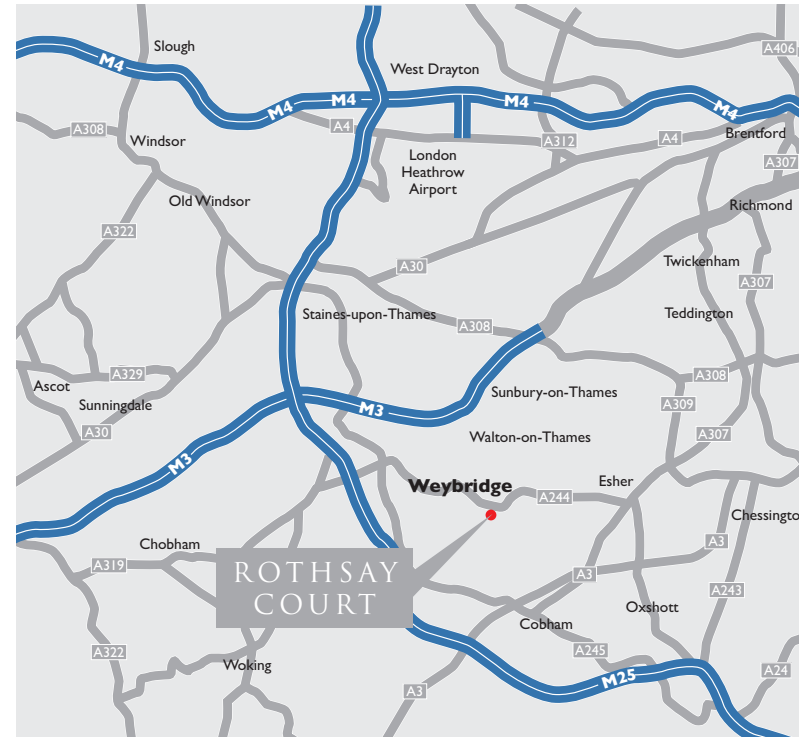 Slough
A406
M4
West Drayton
M4
M4
M4
M4
A308
A4
A312
A4
Brentford
Windsor
London
Heathrow
Airport
A307
Old Windsor
Richmond
A322
A30
Twickenham
A307
Staines-upon-Thames
A308
Teddington
Ascot
A329
Sunningdale
Sunbury-on-Thames
A308
A309
M3
A30
Walton-on-Thames
A307
M3
Weybridge
A244
Esher
Chessington
Chobham
A3
A319
ROTHSAY
COURT
A3
A243
Oxshott
Cobham
A322
Woking
A245
A24
M25
A3